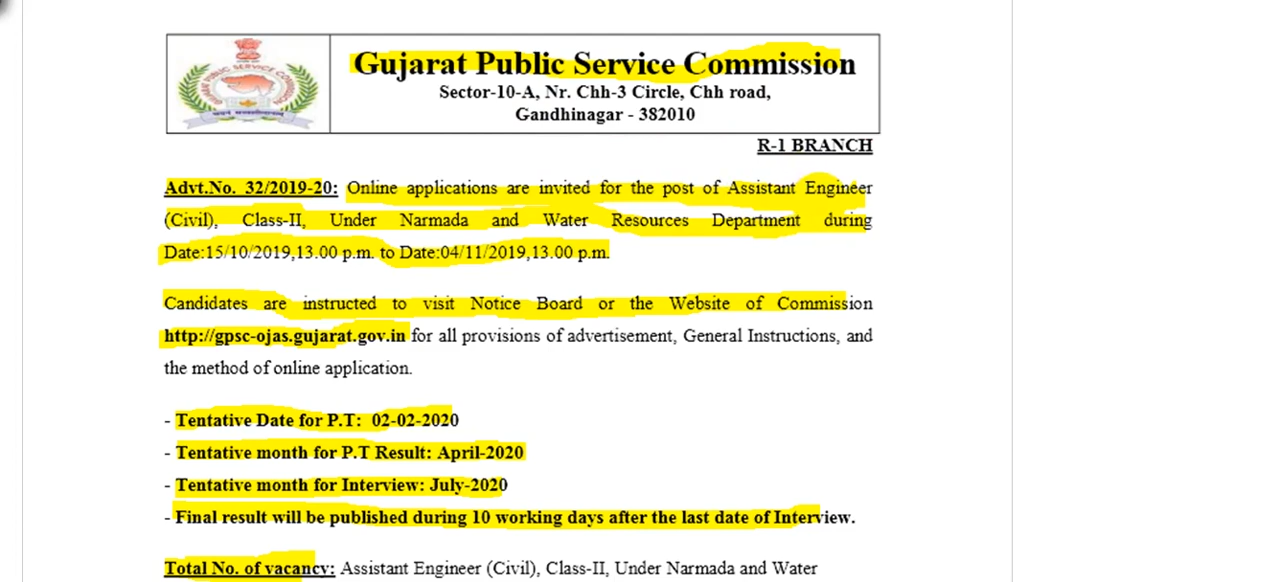 Gujarat Public Service Commission
Sector-10-A, Nr. Chh-3 Circle, Chh road,
Gandhinagar - 382010
R-1 BRANCH
Advt.No. 32/2019-20: Online applications are invited for the post of Assistant Engineer
(Civil), Class-II, Under Narmada and Water Resources Department during
Date:15/10/2019,13.00 p.m. to Date:04/11/2019,13.00 p.m.
Candidates are instructed to visit Notice Board or the Website of Commission
http://gpsc-ojas.gujarat.gov.in for all provisions of advertisement, General Instructions, and
the method of online application.
- Tentative Date for P.T: 02-02-2020
- Tentative month for P.T Result: April-2020
- Tentative month for Interview: July-2020
- Final result will be published during 10 working days after the last date of Interview.
Total No. of vacancy: Assistant Engineer (Civil), Class-II, Under Narmada and Water